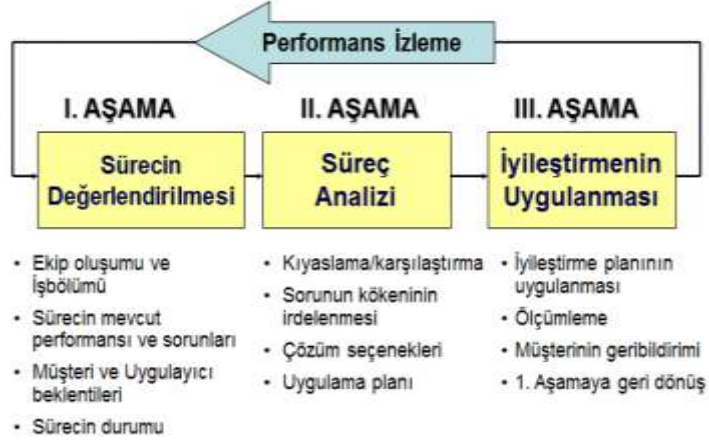 Performans İzleme
I. AŞAMA
Sürecin
Değerlendirilmesi
• Ekip oluşumu ve
İşbölümü
• Sürecin mevcut
performansı ve sorunları
• Müşteri ve Uygulayıcı
beklentileri
• Sürecin durumu
II. AŞAMA
Süreç
Analizi
• Kıyaslama/karşılaştırma
• Sorunun kökeninin
irdelenmesi
• Çözüm seçenekleri
• Uygulama planı
III. AŞAMA
İyileştirmenin
Uygulanması
• İyileştirme planının
uygulanması
• Ölçümleme
• Müşterinin geribildirimi
• 1. Aşamaya geri dönüş